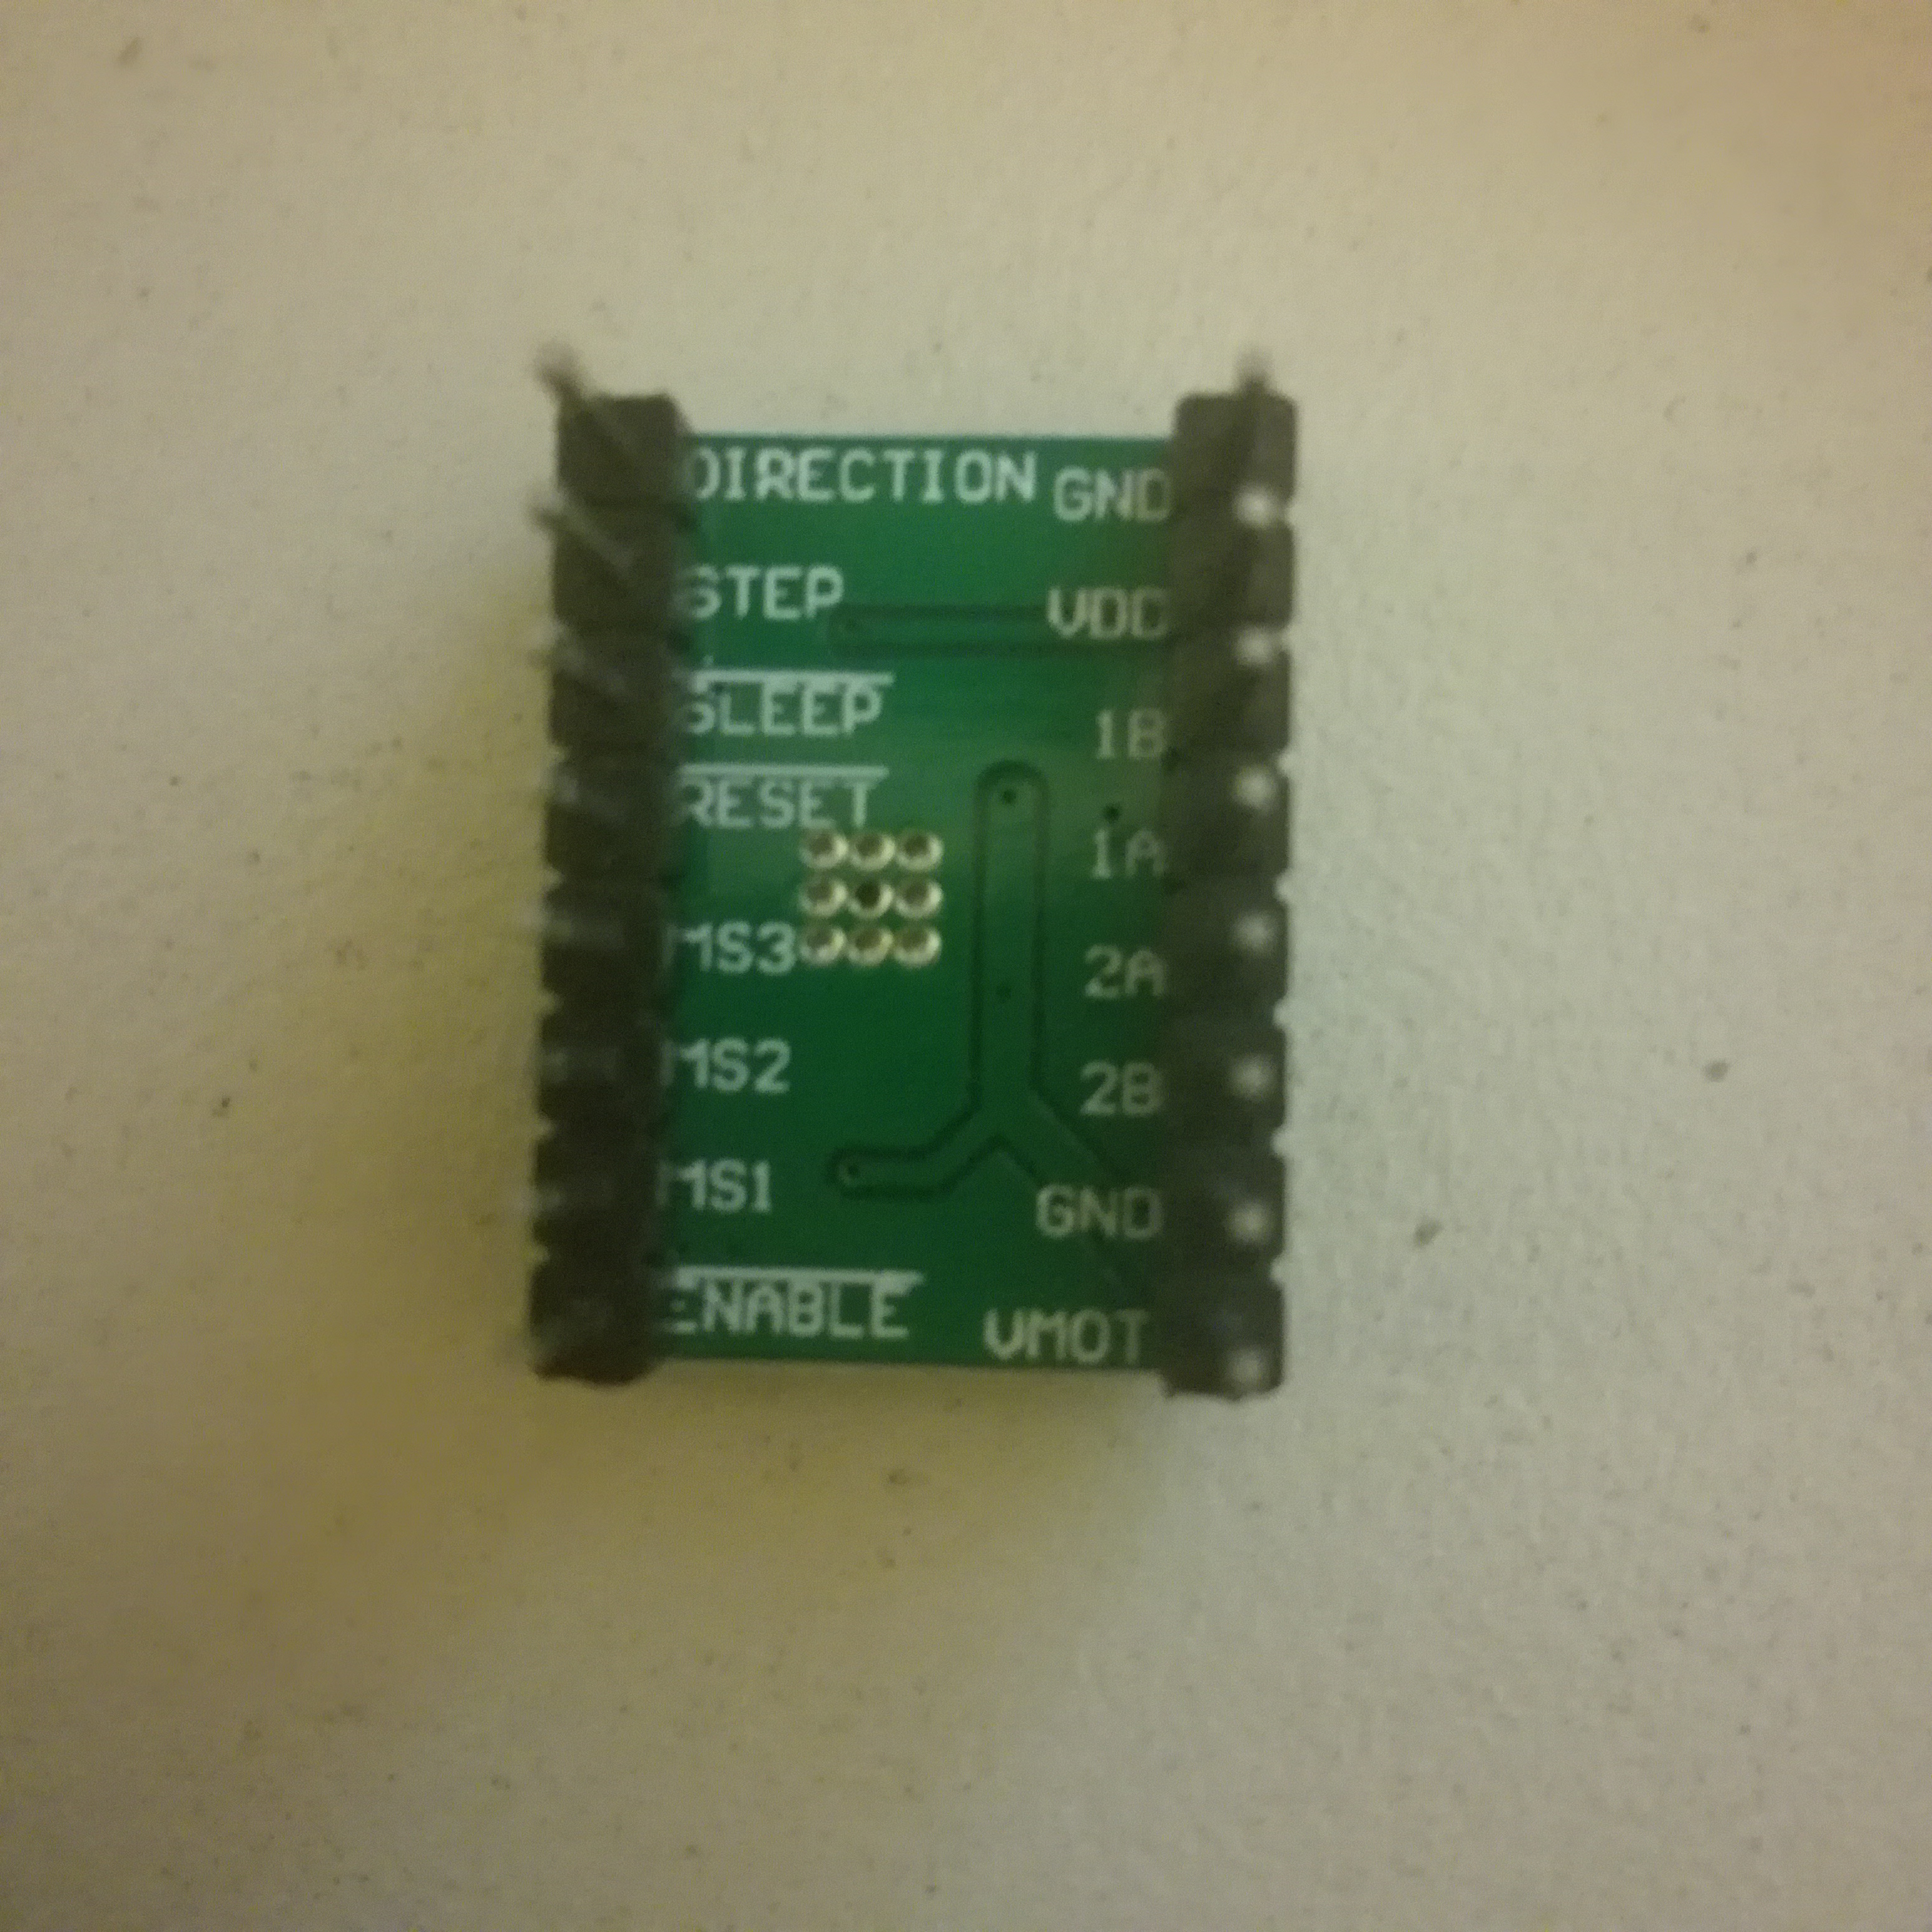 DIRECTION GND
STEP VDD
SLEEP 1B
RESET 1A
MS3 2A
MS2 2B
MS1 GND
ENABLE VMOT